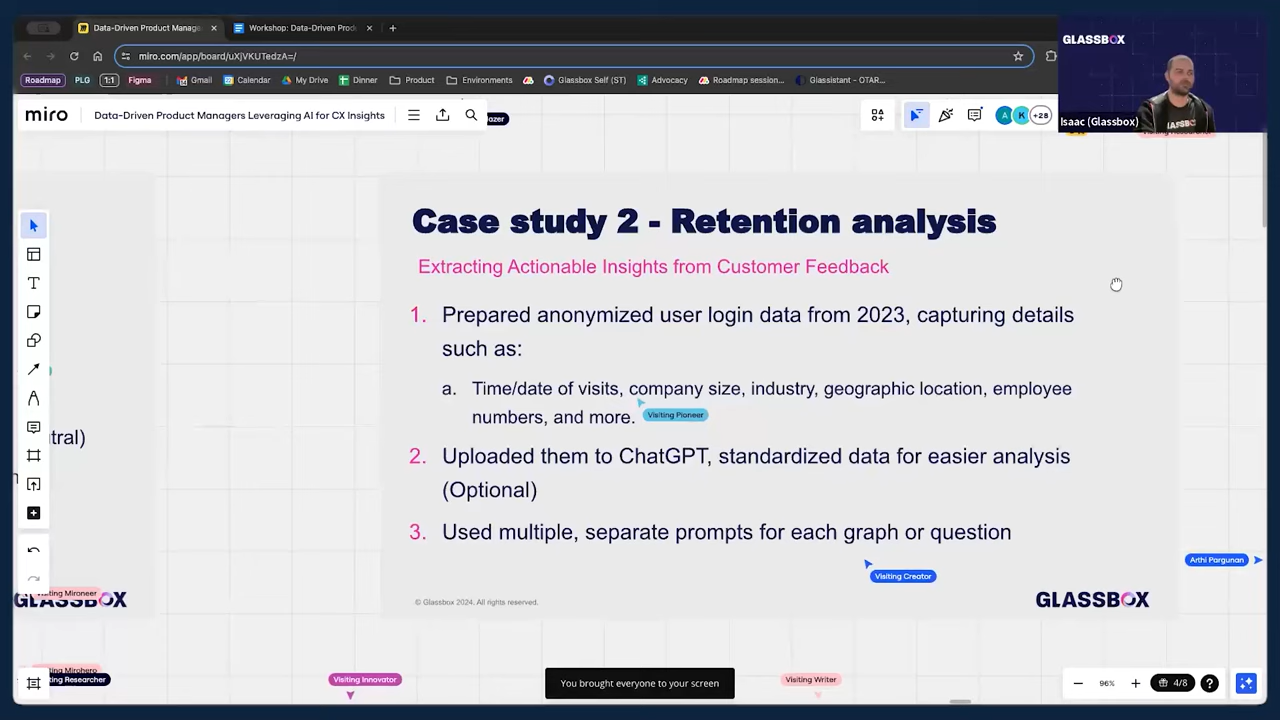 Data-Driven Product Manage
Workshop: Data-Driven Prod
miro.com/app/board/uXjVKUTedzA=/
Roadmap
PLG
1:1
Figma
Gmail
Calendar
My Drive
Dinner
Product
Environments
Glassbox Self (ST)
Advocacy
Roadmap session...
Glassistant - OTAR...
GLASSBOX
Isaac (Glassbox)
miro
Data-Driven Product Managers Leveraging AI for CX Insights
A
K
+28
Case study 2 - Retention analysis
Extracting Actionable Insights from Customer Feedback
1. Prepared anonymized user login data from 2023, capturing details
such as:
a. Time/date of visits, company size, industry, geographic location, employee
numbers, and more.
Visiting Pioneer
tral)
2. Uploaded them to ChatGPT, standardized data for easier analysis
(Optional)
3. Used multiple, separate prompts for each graph or question
Arthi Pargunan
Visiting Creator
Visiting Mironeer
GLASSBOX
© Glassbox 2024. All rights reserved.
GLASSBOX
Visiting Mirohero
Visiting Innovator
Visiting Writer
You brought everyone to your screen
96%
4/8